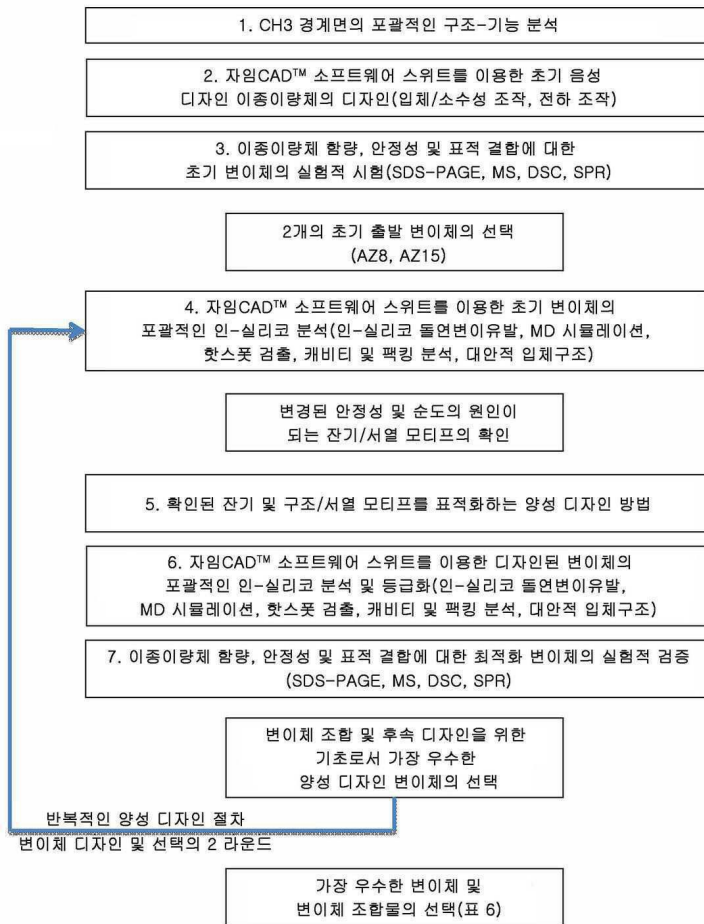 1. CH3 경계면의 포괄적인 구조-기능 분석
2. 자임CAD™ 소프트웨어 스위트를 이용한 초기 음성
디자인 이종이량체의 디자인(입체/소수성 조작, 전하 조작)
3. 이종이량체 함량, 안정성 및 표적 결합에 대한
초기 변이체의 실험적 시험(SDS-PAGE, MS, DSC, SPR)
2개의 초기 출발 변이체의 선택
(AZ8, AZ15)
4. 자임CAD™ 소프트웨어 스위트를 이용한 초기 변이체의
포괄적인 인-실리코 분석(인-실리코 돌연변이유발, MD 시뮬레이션,
핫스폿 검출, 캐비티 및 팩킹 분석, 대안적 입체구조)
변경된 안정성 및 순도의 원인이
되는 잔기/서열 모티프의 확인
5. 확인된 잔기 및 구조/서열 모티프를 표적화하는 양성 디자인 방법
6. 자임CAD™ 소프트웨어 스위트를 이용한 디자인된 변이체의
포괄적인 인-실리코 분석 및 등급화(인-실리코 돌연변이유발,
MD 시뮬레이션, 핫스폿 검출, 캐비티 및 팩킹 분석, 대안적 입체구조)
7. 이종이량체 함량, 안정성 및 표적 결합에 대한 최적화 변이체의 실험적 검증
(SDS-PAGE, MS, DSC, SPR)
변이체 조합 및 후속 디자인을 위한
기초로서 가장 우수한
양성 디자인 변이체의 선택
반복적인 양성 디자인 절차
변이체 디자인 및 선택의 2 라운드
가장 우수한 변이체 및
변이체 조합물의 선택(표 6)